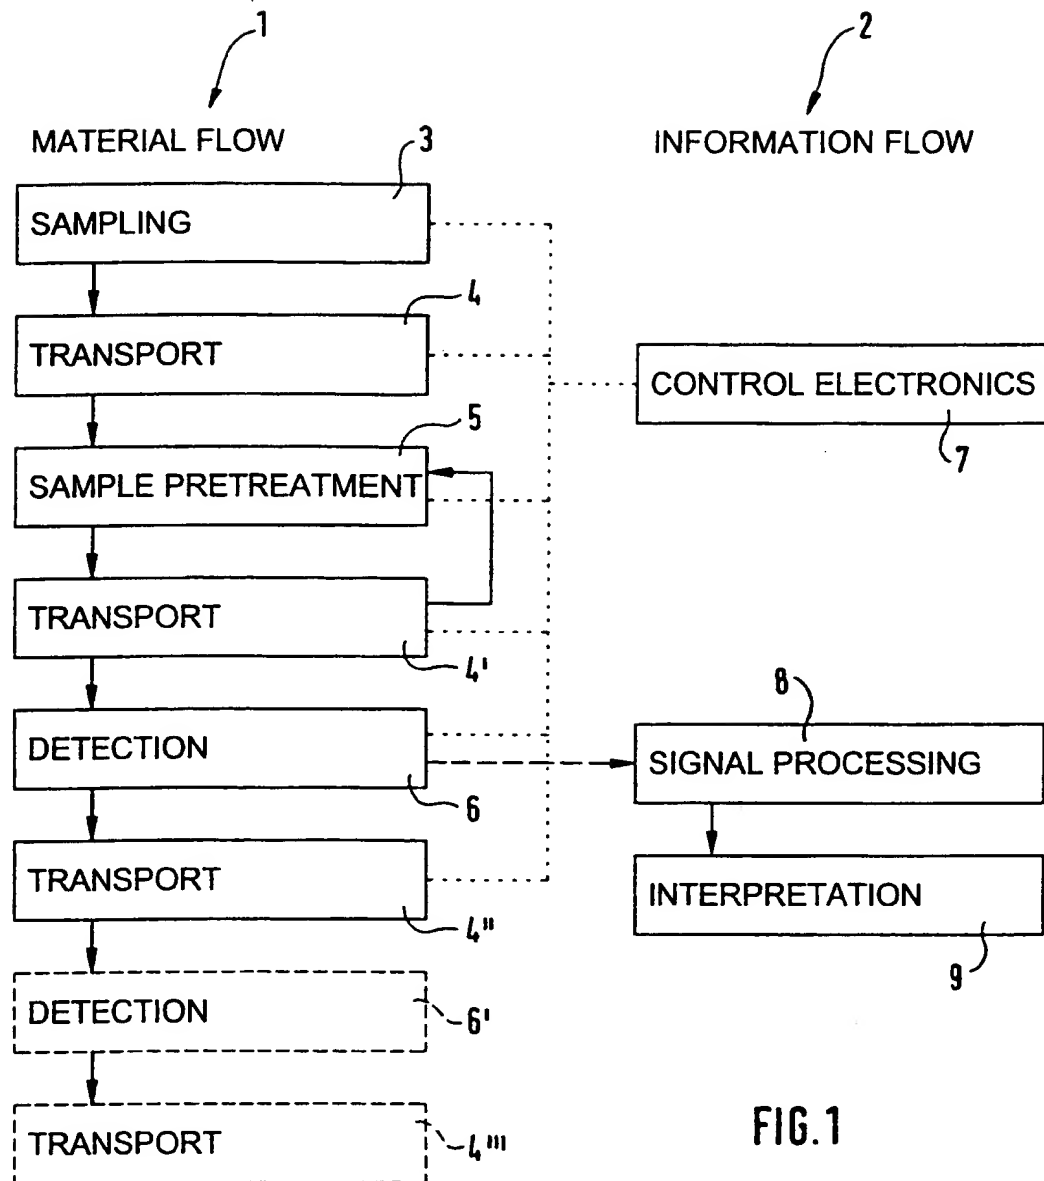 1
2
MATERIAL FLOW
INFORMATION FLOW
3
SAMPLING
4
TRANSPORT
CONTROL ELECTRONICS
7
5
SAMPLE PRETREATMENT
TRANSPORT
4'
8
DETECTION
SIGNAL PROCESSING
6
TRANSPORT
INTERPRETATION
4''
9
DETECTION
6'
TRANSPORT
4'''
FIG.1